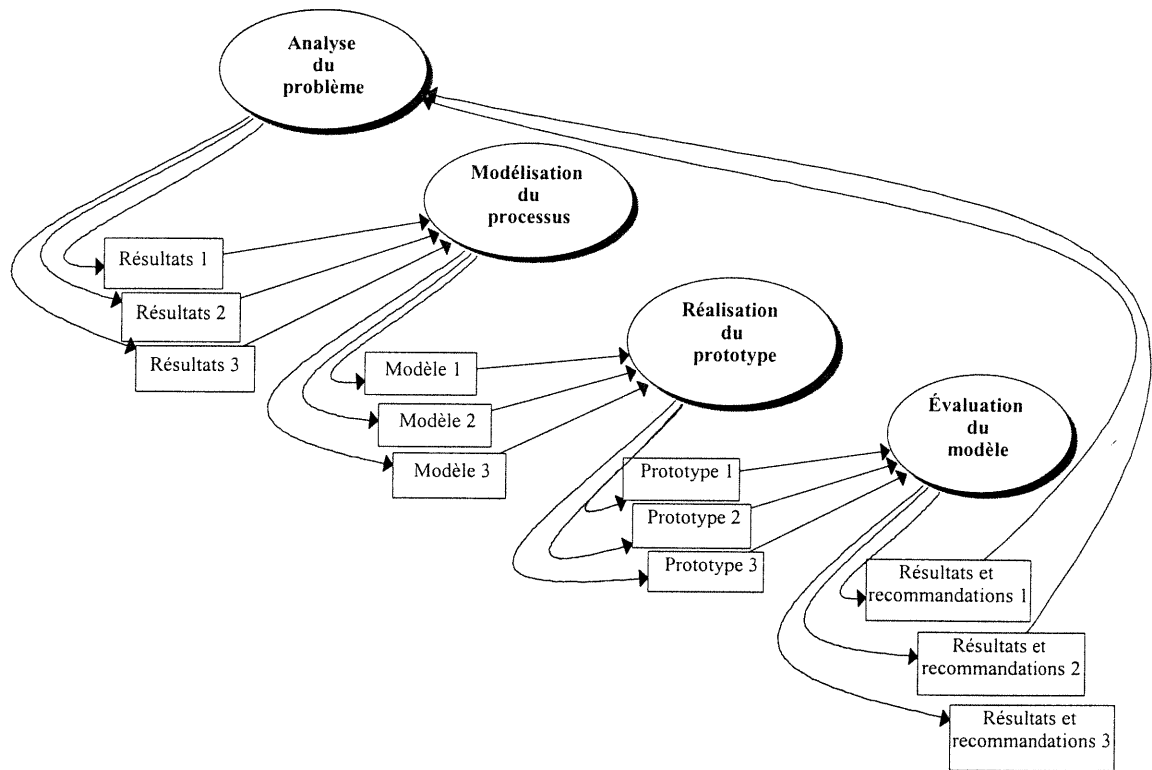 Analyse
du
problème
Modélisation
du
processus
Résultats 1
Résultats 2
Résultats 3
Réalisation
du
prototype
Modèle 1
Modèle 2
Modèle 3
Évaluation
du
modèle
Prototype 1
Prototype 2
Prototype 3
Résultats et
recommandations 1
Résultats et
recommandations 2
Résultats et
recommandations 3